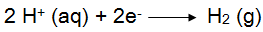 2 H⁺ (aq) + 2e⁻ ⟶ H₂ (g)